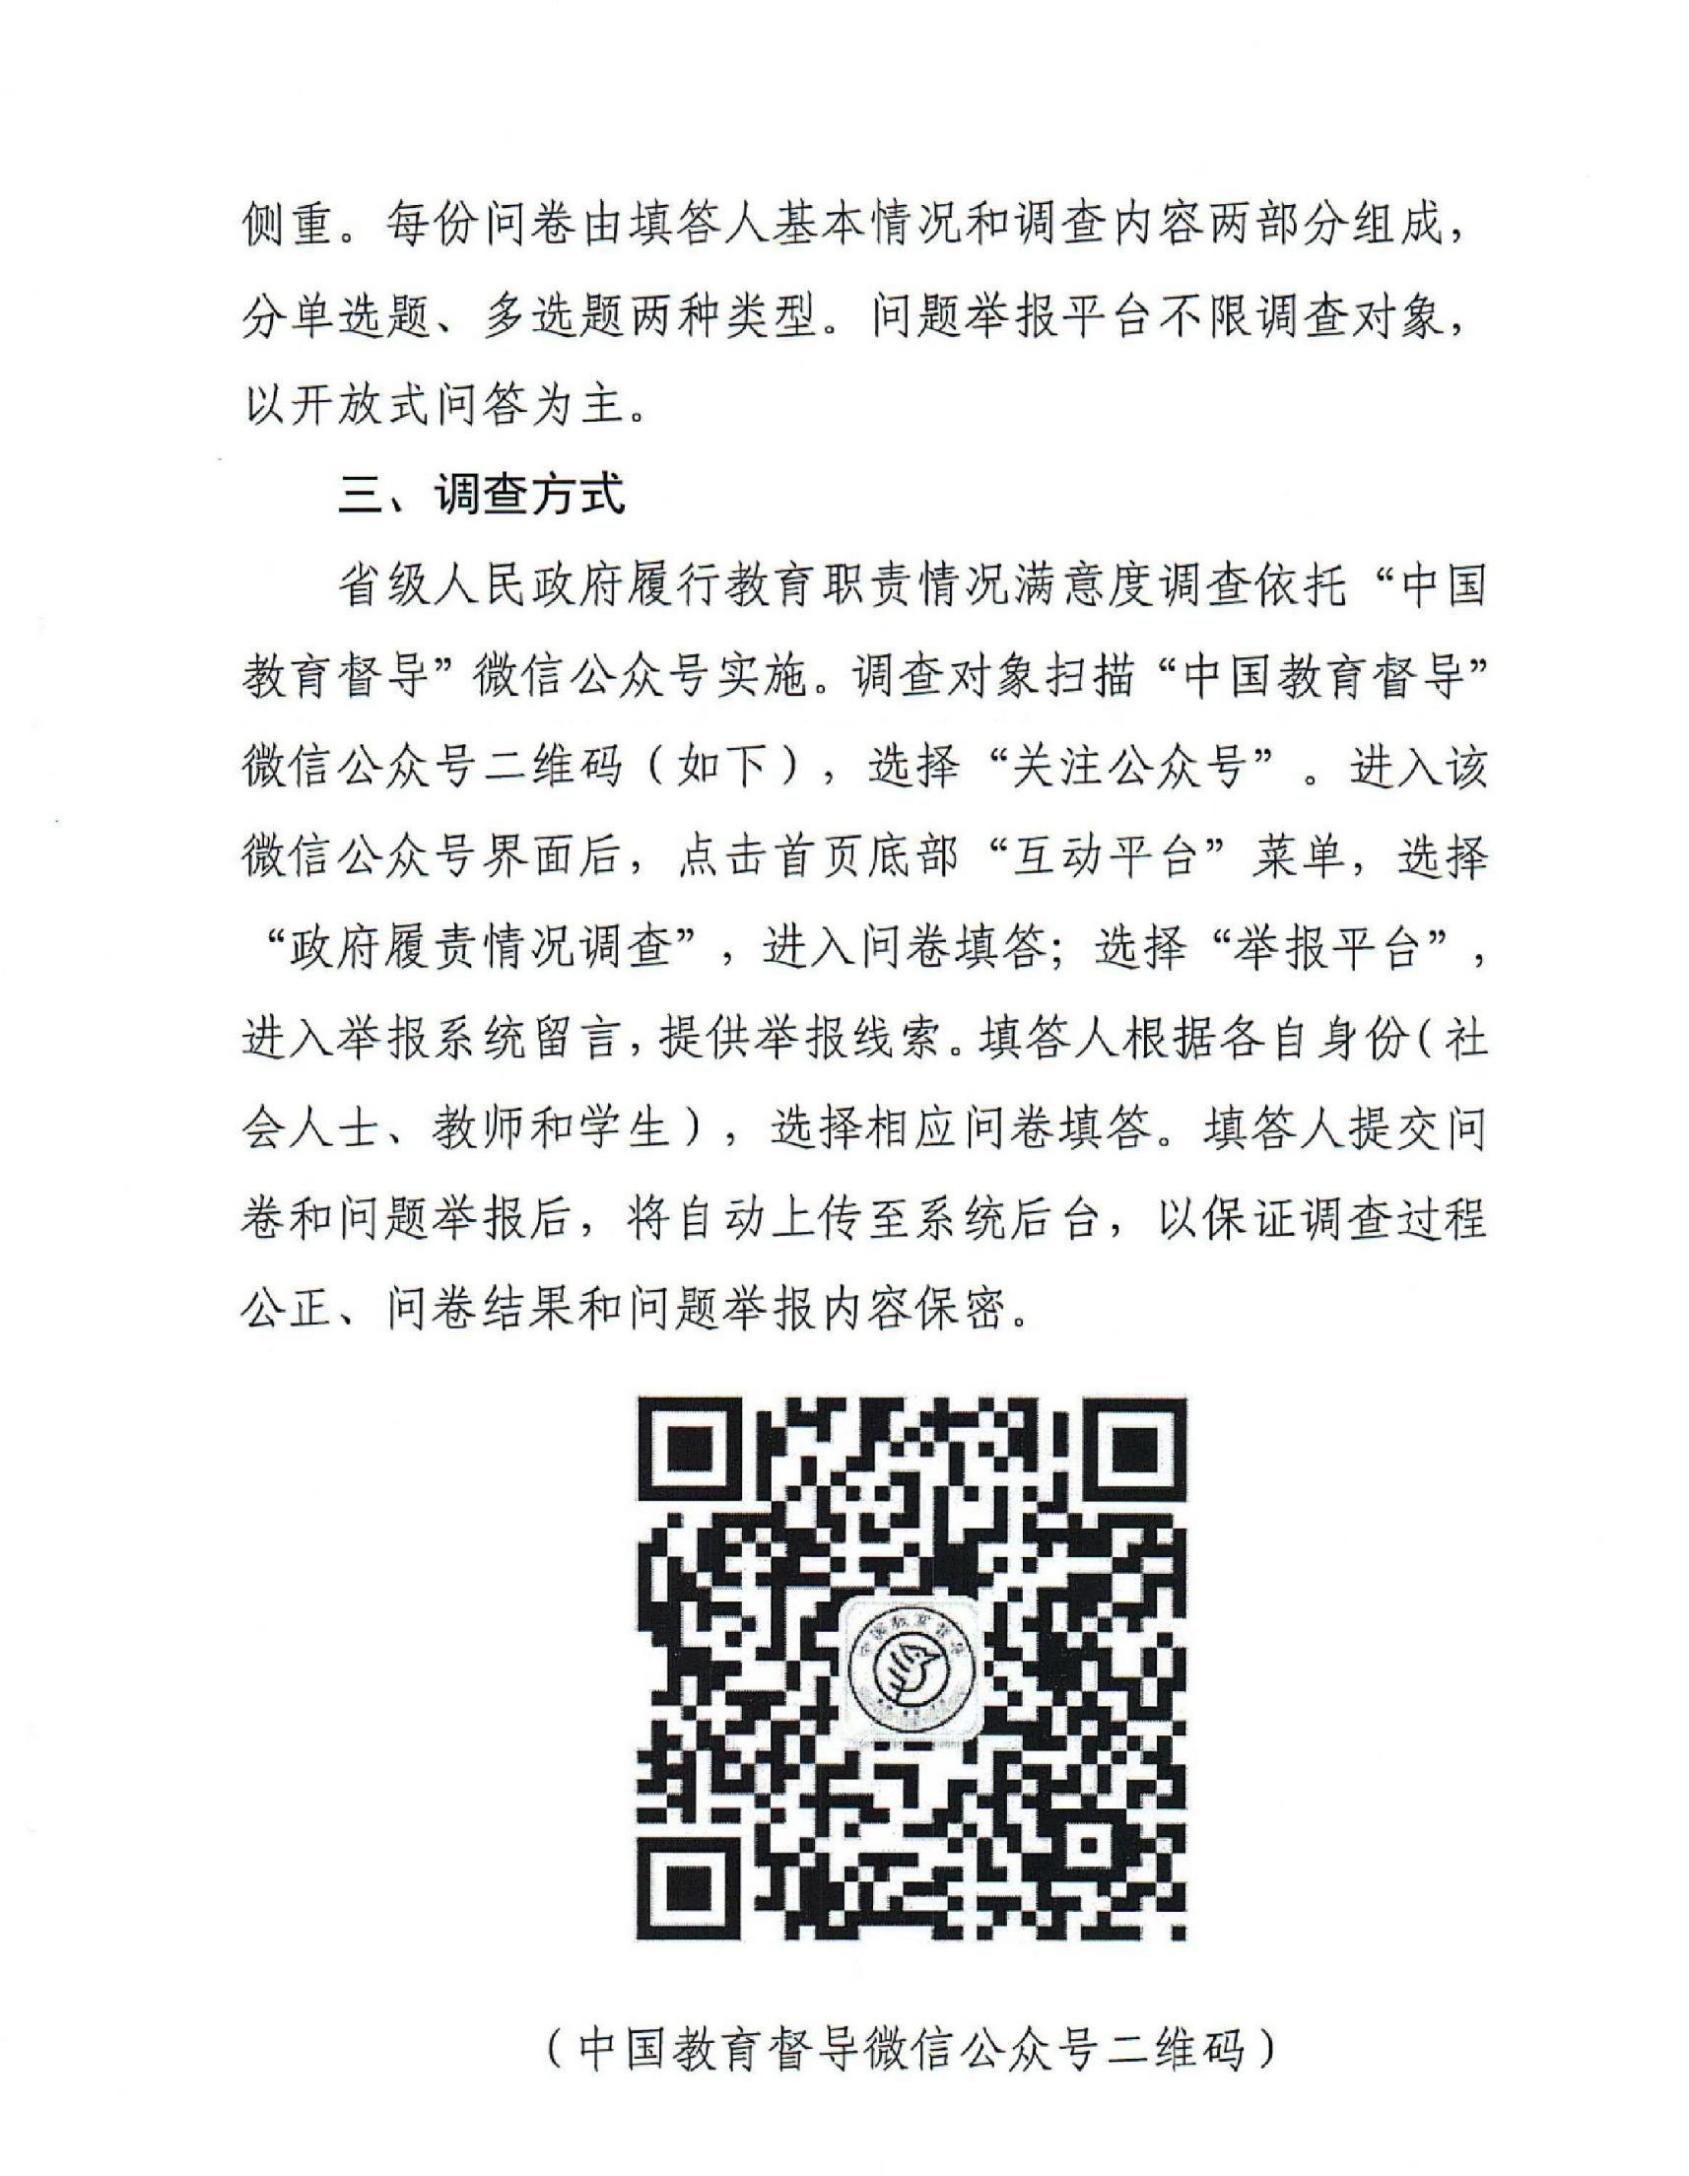 侧重。每份问卷由填答人基本情况和调查内容两部分组成，
分单选题、多选题两种类型。问题举报平台不限调查对象，
以开放式问答为主。
三、调查方式
省级人民政府履行教育职责情况满意度调查依托“中国
教育督导”微信公众号实施。调查对象扫描“中国教育督导”
微信公众号二维码（如下），选择“关注公众号”。进入该
微信公众号界面后，点击首页底部“互动平台”菜单，选择
“政府履责情况调查”，进入问卷填答；选择“举报平台”，
进入举报系统留言，提供举报线索。填答人根据各自身份（社
会人士、教师和学生），选择相应问卷填答。填答人提交问
卷和问题举报后，将自动上传至系统后台，以保证调查过程
公正、问卷结果和问题举报内容保密。
中国教育督导
（中国教育督导微信公众号二维码）